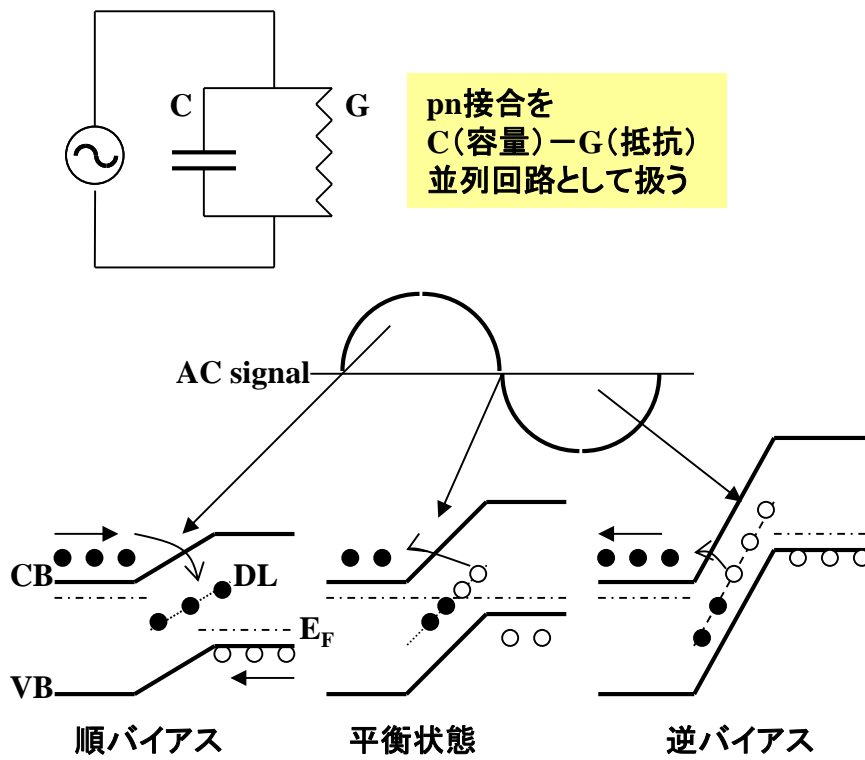 C
G
pn接合を
C(容量)－G(抵抗)
並列回路として扱う
AC signal
CB
DL
E_F
VB
順バイアス
平衡状態
逆バイアス